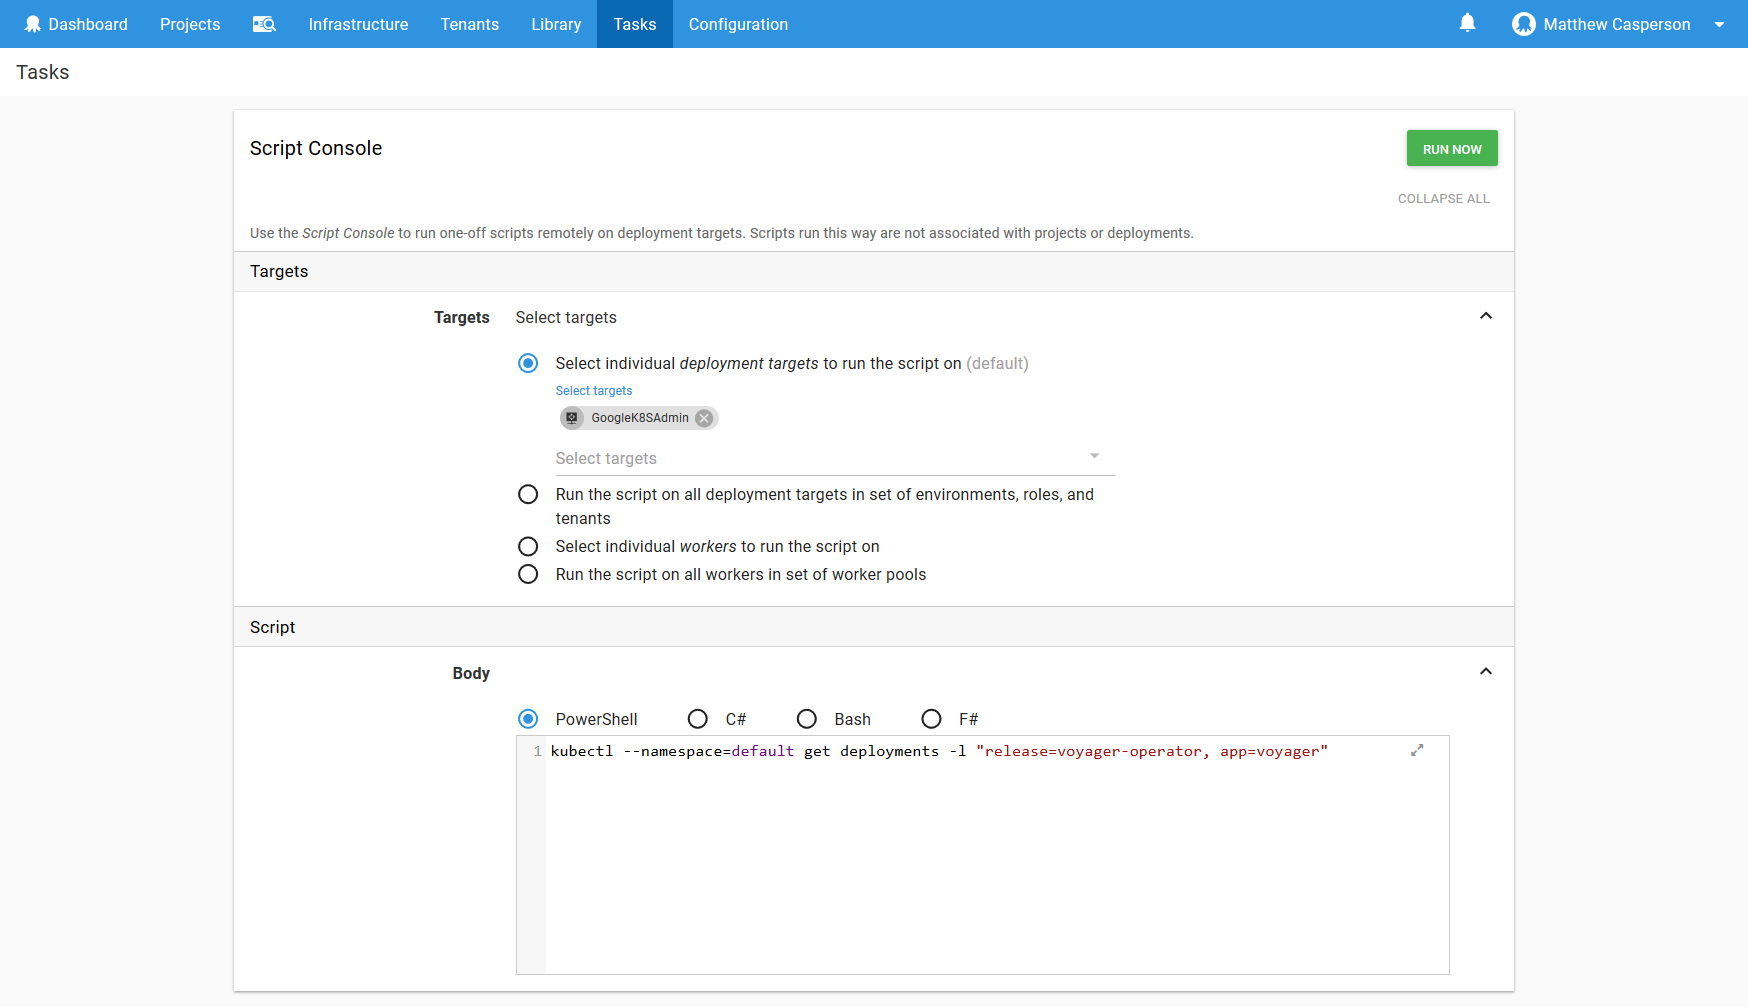 Dashboard Projects Infrastructure Tenants Library Tasks Configuration Matthew Casperson
Tasks
Script Console
RUN NOW
COLLAPSE ALL
Use the Script Console to run one-off scripts remotely on deployment targets. Scripts run this way are not associated with projects or deployments.
Targets
Targets Select targets
Select individual deployment targets to run the script on (default)
Select targets
GoogleK8SAdmin
Select targets
Run the script on all deployment targets in set of environments, roles, and
tenants
Select individual workers to run the script on
Run the script on all workers in set of worker pools
Script
Body
PowerShell C# Bash F#
1 kubectl --namespace=default get deployments -l "release=voyager-operator, app=voyager"